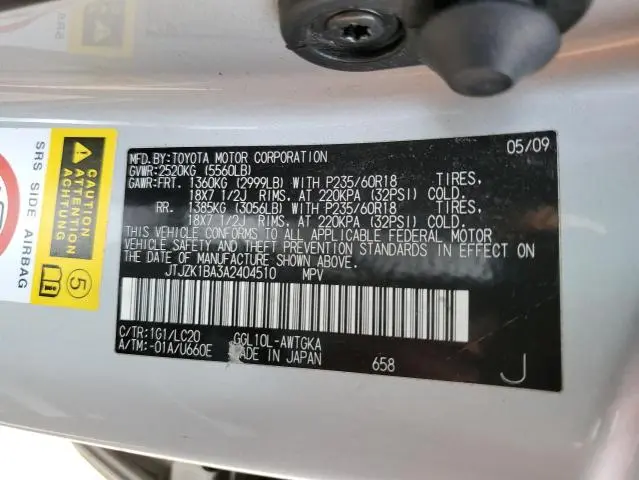 MFD.BY:TOYOTA MOTOR CORPORATION 05/09
GVWR:2520KG (5560LB)
GAWR:FRT. 1360KG (2999LB) WITH P235/60R18 TIRES,
18X7 1/2J RIMS, AT 220KPA (32PSI) COLD.
RR. 1385KG (3056LB) WITH P235/60R18 TIRES,
18X7 1/2J RIMS, AT 220KPA (32PSI) COLD.
THIS VEHICLE CONFORMS TO ALL APPLICABLE FEDERAL MOTOR
VEHICLE SAFETY AND THEFT PREVENTION STANDARDS IN EFFECT ON
THE DATE OF MANUFACTURE SHOWN ABOVE.
JTJZK1BA3A2404510 MPV
C/TR:1G1/LC20 GGL10L-AWTGKA
A/TM:-01A/U660E MADE IN JAPAN 658
J
SRS SIDE AIRBAG
CAUTION
ATTENTION
5